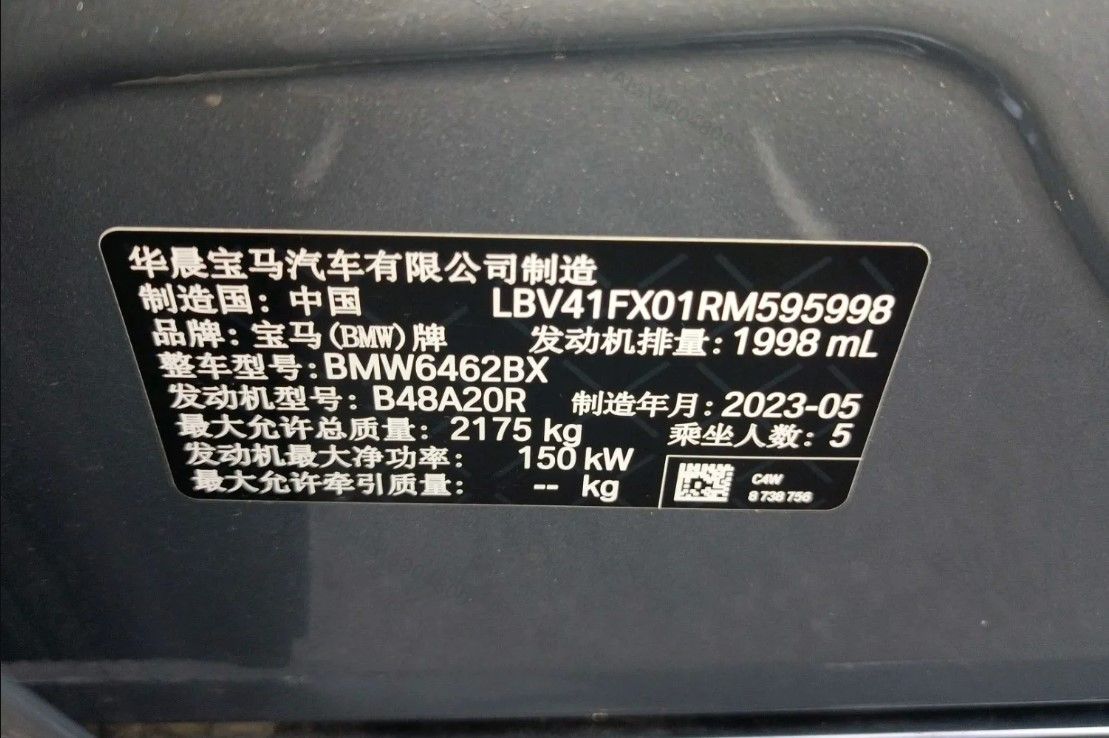 华晨宝马汽车有限公司制造
制造国: 中国 LBV41FX01RM595998
品牌: 宝马(BMW)牌 发动机排量: 1998 mL
整车型号: BMW6462BX
发动机型号: B48A20R 制造年月: 2023-05
最大允许总质量: 2175 kg 乘坐人数: 5
发动机最大净功率: 150 kW
最大允许牵引质量: -- kg
C4W
8 738 756